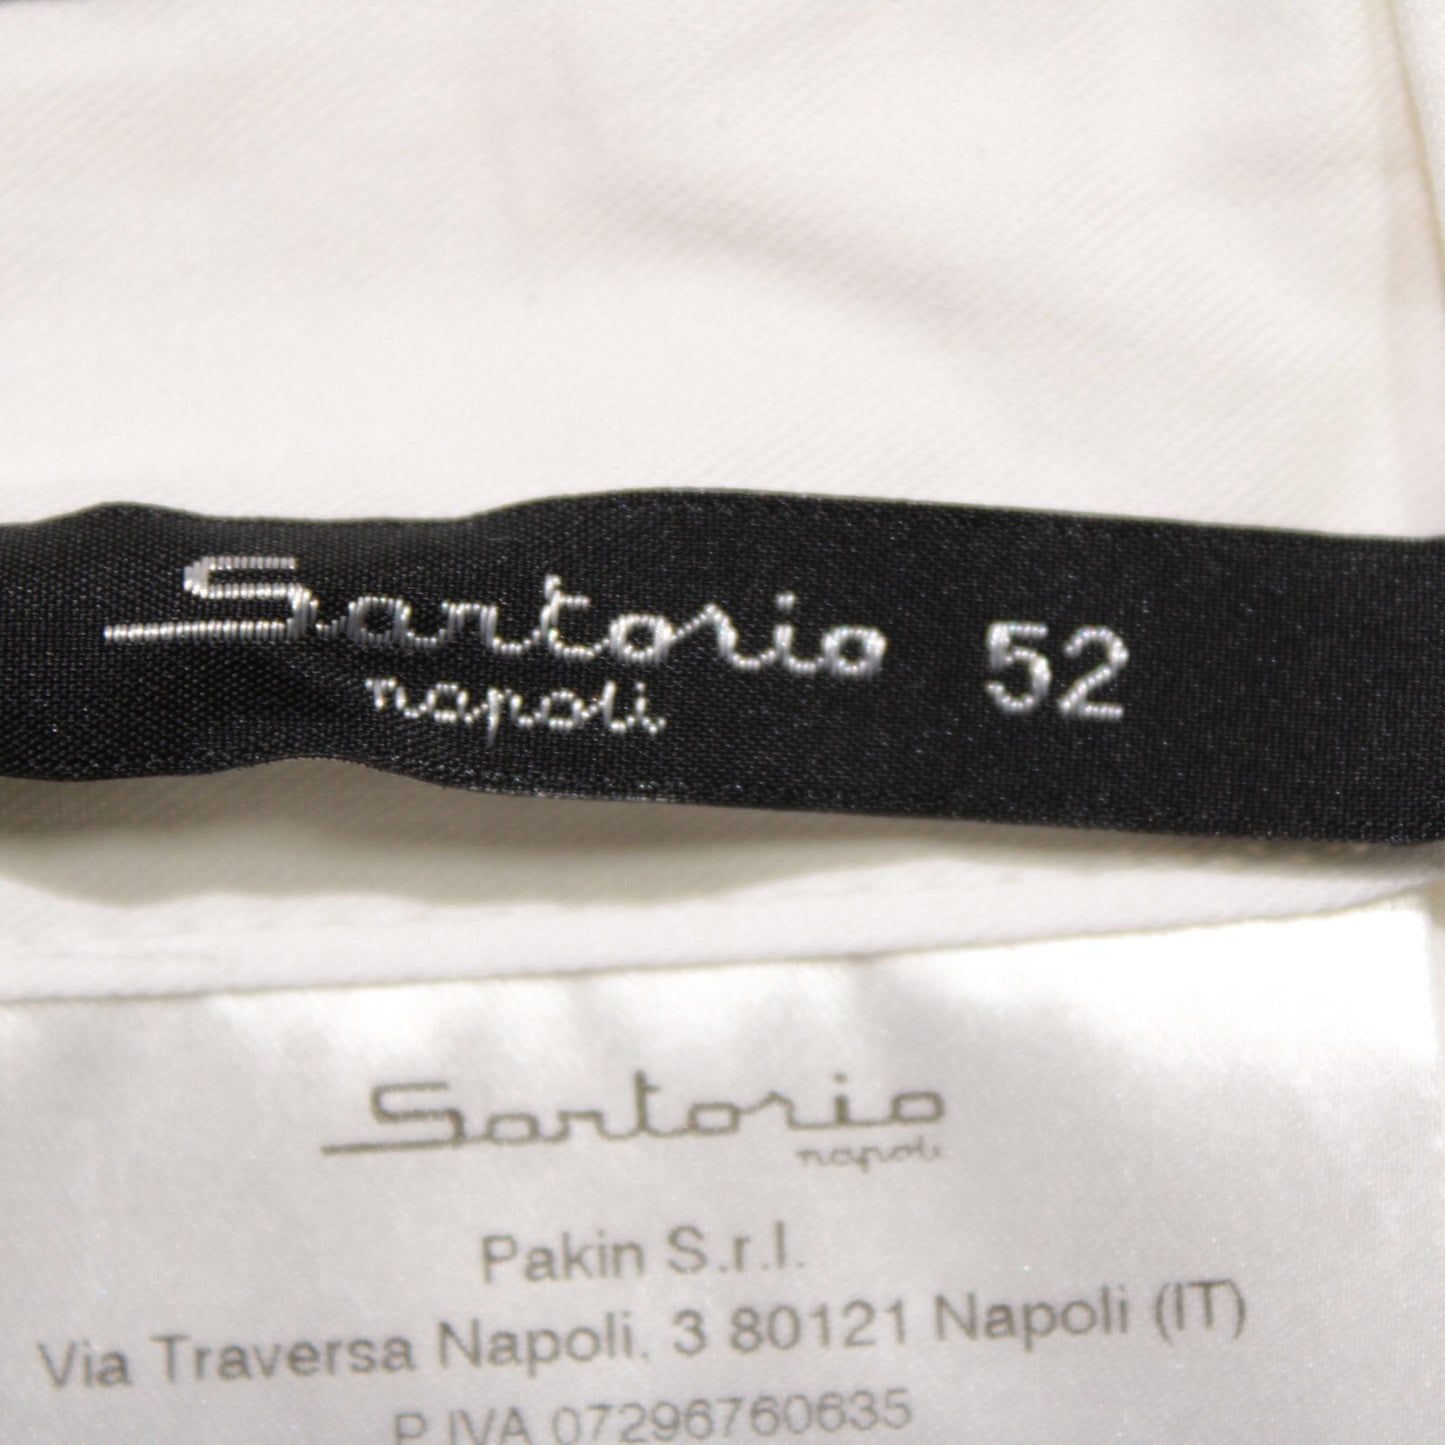 Sartorio 52
napoli
Sartorio
napoli
Pakin S.r.l.
Via Traversa Napoli, 3 80121 Napoli (IT)
P.IVA 07296760635